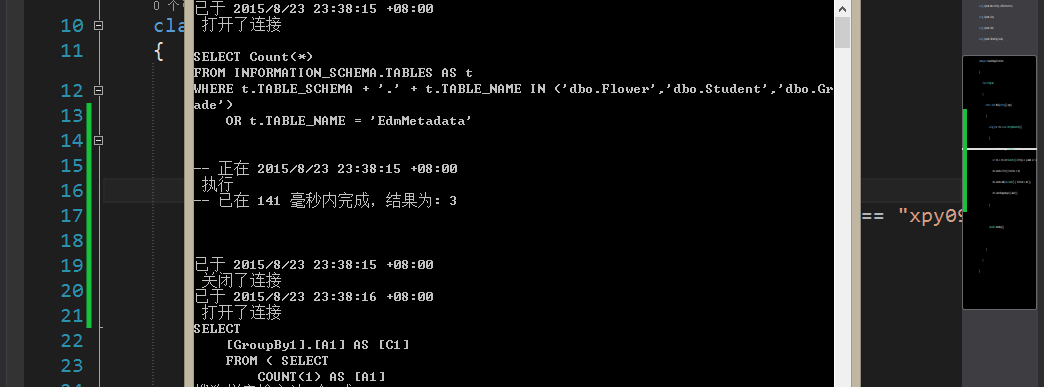 0 个
10 cla
11 {
12
13
14
15
16
17 == "xpy09
18
19
20
21
22
23
已于 2015/8/23 23:38:15 +08:00
打开了连接
SELECT Count(*)
FROM INFORMATION_SCHEMA.TABLES AS t
WHERE t.TABLE_SCHEMA + '.' + t.TABLE_NAME IN ('dbo.Flower','dbo.Student','dbo.Gr
ade')
OR t.TABLE_NAME = 'EdmMetadata'
-- 正在 2015/8/23 23:38:15 +08:00
执行
-- 已在 141 毫秒内完成，结果为: 3
已于 2015/8/23 23:38:15 +08:00
关闭了连接
已于 2015/8/23 23:38:16 +08:00
打开了连接
SELECT
[GroupBy1].[A1] AS [C1]
FROM ( SELECT
COUNT(1) AS [A1]